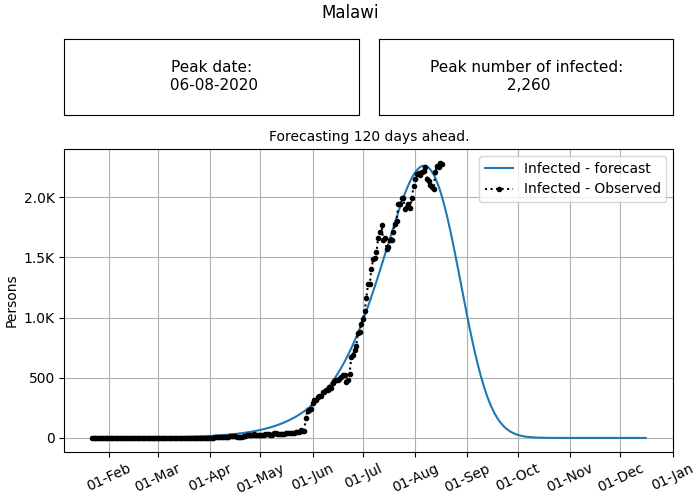 Malawi
Peak date:
06-08-2020
Peak number of infected:
2,260
Forecasting 120 days ahead.
Infected - forecast
Infected - Observed
2.0K
1.5K
1.0K
500
0
Persons
01-Feb
01-Mar
01-Apr
01-May
01-Jun
01-Jul
01-Aug
01-Sep
01-Oct
01-Nov
01-Dec
01-Jan